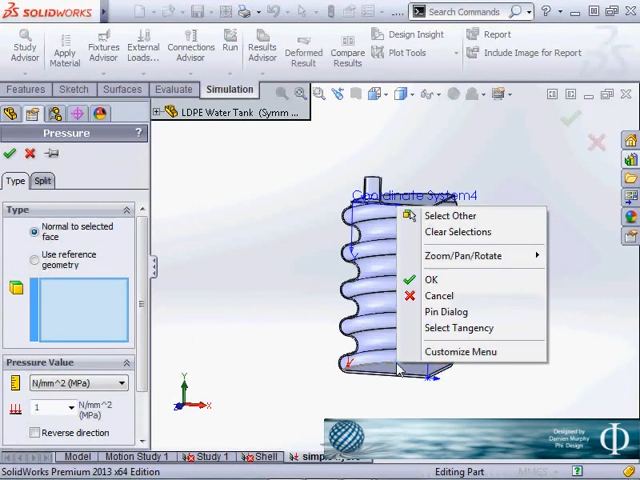 SOLIDWORKS
Search Commands
Study Advisor
Apply Material
Fixtures Advisor
External Loads...
Connections Advisor
Run
Results Advisor
Deformed Result
Compare Results
Design Insight
Plot Tools
Report
Include Image for Report
Features
Sketch
Surfaces
Evaluate
Simulation
Pressure
?
LDPE Water Tank (Symm ...
Type
Split
Type
Normal to selected face
Use reference geometry
Pressure Value
N/mm^2 (MPa)
1
N/mm^2 (MPa)
Reverse direction
Coordinate System4
Select Other
Clear Selections
Zoom/Pan/Rotate
OK
Cancel
Pin Dialog
Select Tangency
Customize Menu
Designed by
Damien Murphy
Phi Design
Model
Motion Study 1
Study 1
Shell
SolidWorks Premium 2013 x64 Edition
Editing Part
MMGS